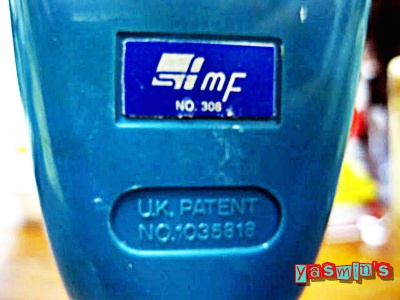 mf
NO. 308
U.K. PATENT
NO.1035818
yasmin's